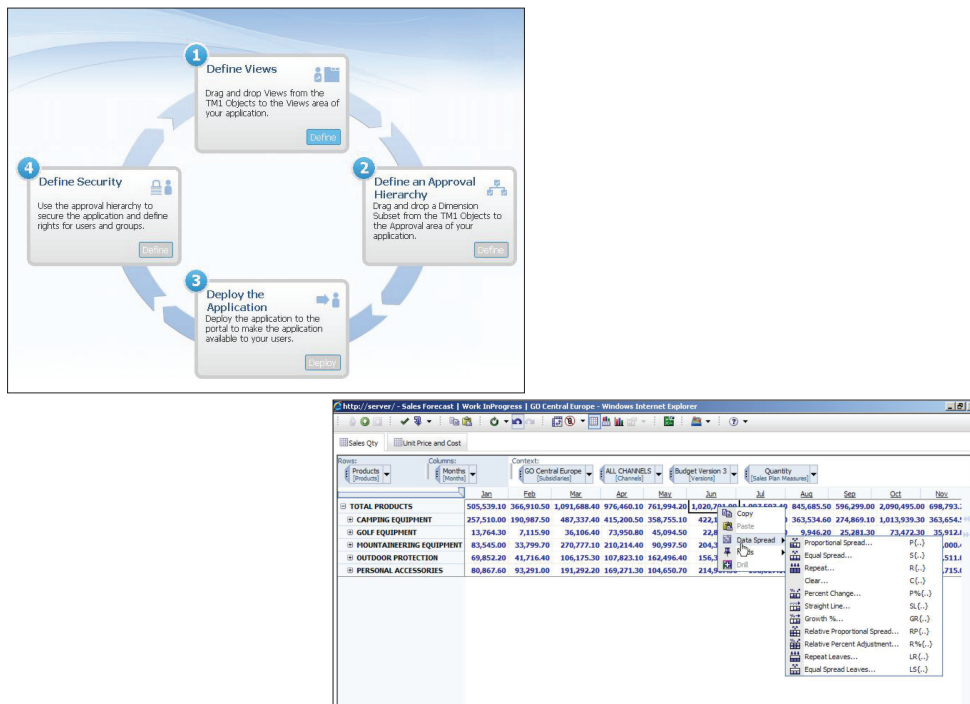 1
Define Views
Drag and drop Views from the
TM1 Objects to the Views area of
your application.
Define
2
Define an Approval
Hierarchy
Drag and drop a Dimension
Subset from the TM1 Objects to
the Approval area of your
application.
Define
3
Deploy the
Application
Deploy the application to the
portal to make the application
available to your users.
Deploy
4
Define Security
Use the approval hierarchy to
secure the application and define
rights for users and groups.
Define
http://server/ - Sales Forecast | Work InProgress | GO Central Europe - Windows Internet Explorer
Sales Qty Unit Price and Cost
Rows: Columns: Context:
Products Months GO Central Europe ALL CHANNELS Budget Version 3 Quantity
[Products] [Months] [Subsidiaries] [Channels] [Versions] [Sales Plan Measures]
Jan Feb Mar Apr May Jun Jul Aug Sep Oct Nov
TOTAL PRODUCTS 505,539.10 366,910.50 1,091,688.40 976,460.10 761,994.20 845,685.50 596,299.00 2,090,495.00 698,793.
CAMPING EQUIPMENT 257,510.00 190,987.50 487,337.40 415,200.50 358,755.10 422,1 363,534.60 274,869.10 1,013,939.30 363,654.
GOLF EQUIPMENT 13,764.30 7,115.90 36,106.40 73,950.80 45,094.50 22,8 9,946.20 25,281.30 73,472.30 35,912.
MOUNTAINEERING EQUIPMENT 83,545.00 33,799.70 270,777.10 210,214.40 90,997.50 204,3
OUTDOOR PROTECTION 69,852.20 41,716.40 106,175.30 107,823.10 162,496.40 156,3
PERSONAL ACCESSORIES 80,867.60 93,291.00 191,292.20 169,271.30 104,650.70
Copy
Paste
Data Spread
Drill
Proportional Spread... P{..}
Equal Spread... S{..}
Repeat... R{..}
Clear... C{..}
Percent Change... P%{..}
Straight Line... SL{..}
Growth %... GR{..}
Relative Proportional Spread... RP{..}
Relative Percent Adjustment... R%{..}
Repeat Leaves... LR{..}
Equal Spread Leaves... LS{..}